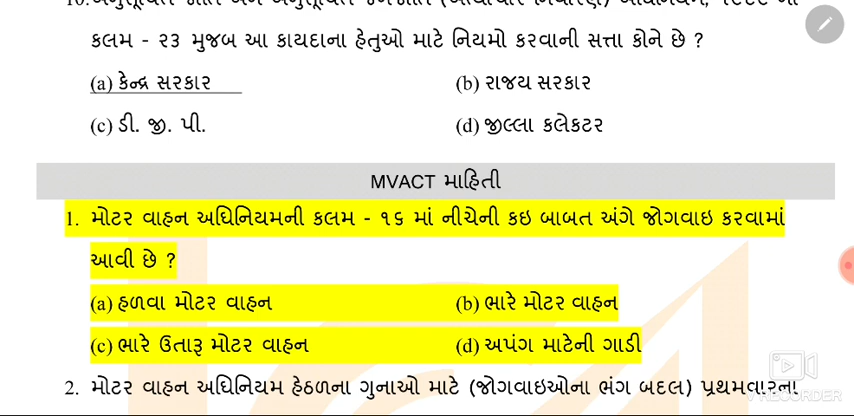 કલમ - ૨૩ મુજબ આ કાયદાના હેતુઓ માટે નિયમો કરવાની સત્તા કોને છે ?
(a) કેન્દ્ર સરકાર (b) રાજય સરકાર
(c) ડી. જી. પી. (d) જીલ્લા કલેકટર
MVACT માહિતી
1. મોટર વાહન અધિનિયમની કલમ - ૧૬ માં નીચેની કઇ બાબત અંગે જોગવાઇ કરવામાં
આવી છે ?
(a) હળવા મોટર વાહન (b) ભારે મોટર વાહન
(c) ભારે ઉતારૂ મોટર વાહન (d) અપંગ માટેની ગાડી
2. મોટર વાહન અધિનિયમ હેઠળના ગુનાઓ માટે (જોગવાઇઓના ભંગ બદલ) પ્રથમવારના
V RECORDER